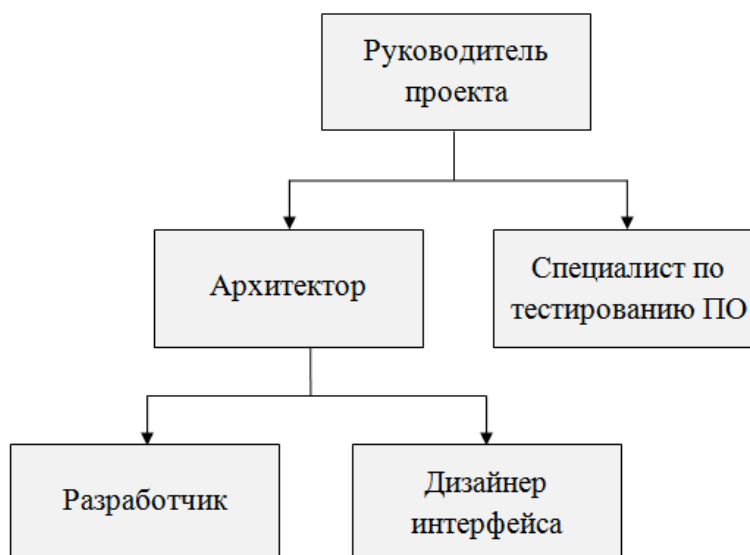 Руководитель
проекта
Архитектор
Специалист по
тестированию ПО
Разработчик
Дизайнер
интерфейса